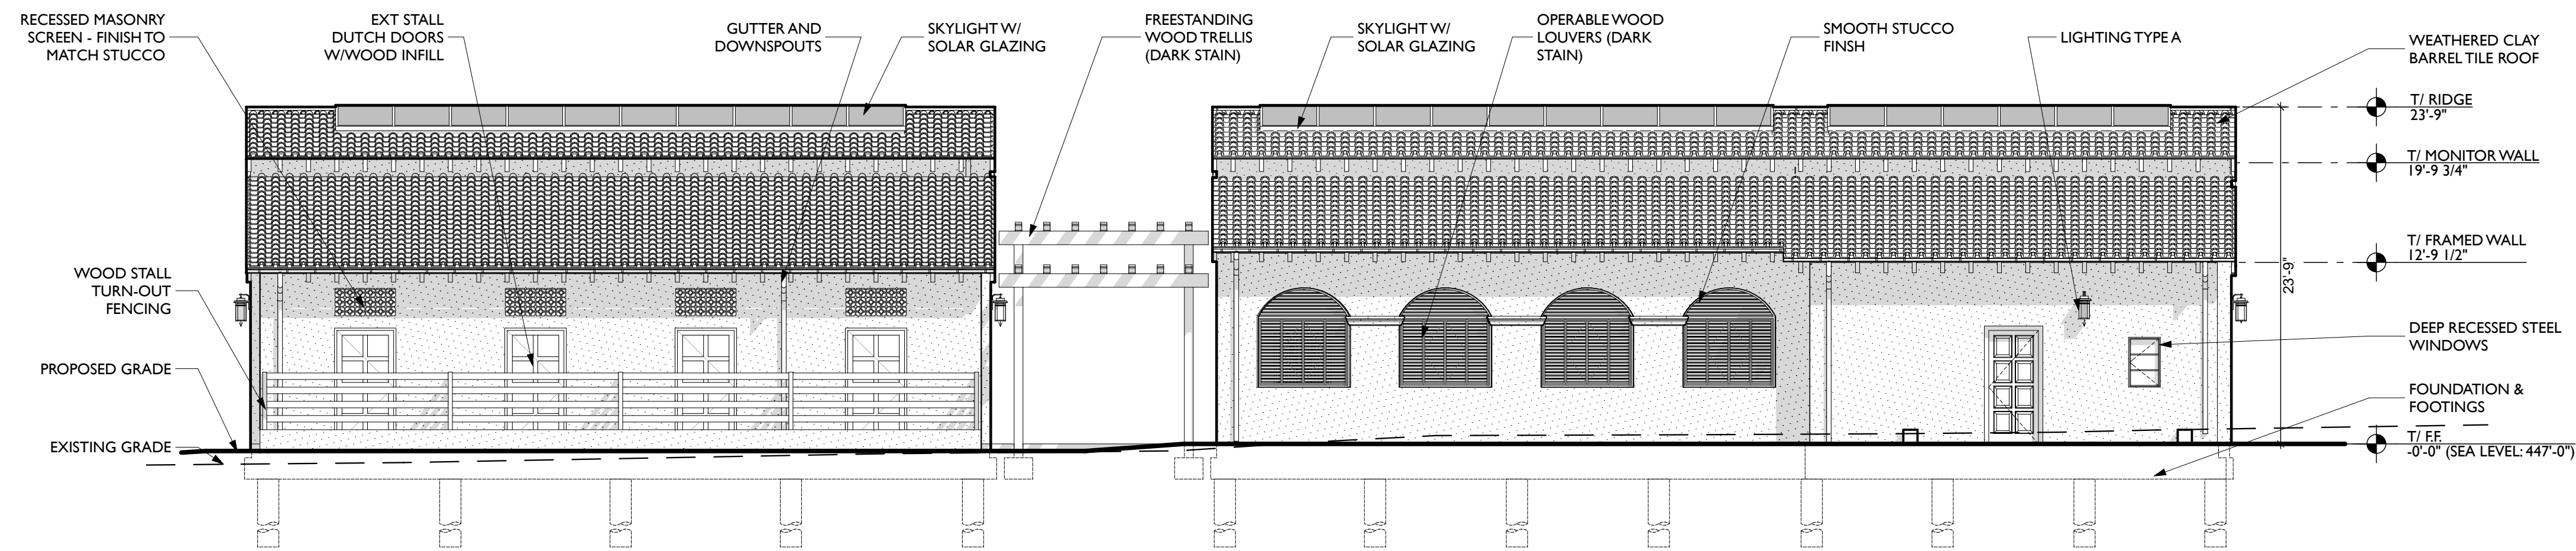 RECESSED MASONRY
SCREEN - FINISH TO
MATCH STUCCO
EXT STALL
DUTCH DOORS
W/WOOD INFILL
GUTTER AND
DOWNSPOUTS
SKYLIGHT W/
SOLAR GLAZING
FREESTANDING
WOOD TRELLIS
(DARK STAIN)
SKYLIGHT W/
SOLAR GLAZING
OPERABLE WOOD
LOUVERS (DARK
STAIN)
SMOOTH STUCCO
FINSH
LIGHTING TYPE A
WEATHERED CLAY
BARREL TILE ROOF
T/ RIDGE
23'-9"
T/ MONITOR WALL
19'-9 3/4"
T/ FRAMED WALL
12'-9 1/2"
23'-9"
WOOD STALL
TURN-OUT
FENCING
DEEP RECESSED STEEL
WINDOWS
PROPOSED GRADE
FOUNDATION &
FOOTINGS
EXISTING GRADE
T/ F.F.
-0'-0" (SEA LEVEL: 447'-0")